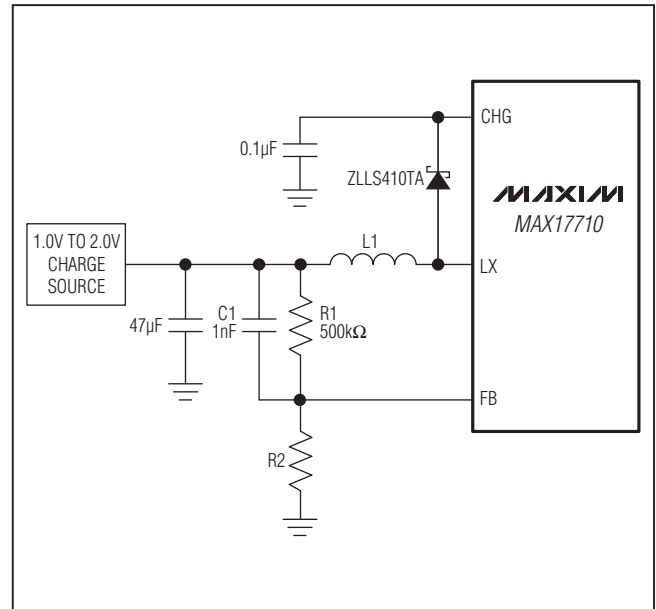 CHG
0.1µF
ZLLS410TA
MAXIM
MAX17710
1.0V TO 2.0V
CHARGE
SOURCE
L1
LX
47µF
C1
1nF
R1
500kΩ
FB
R2